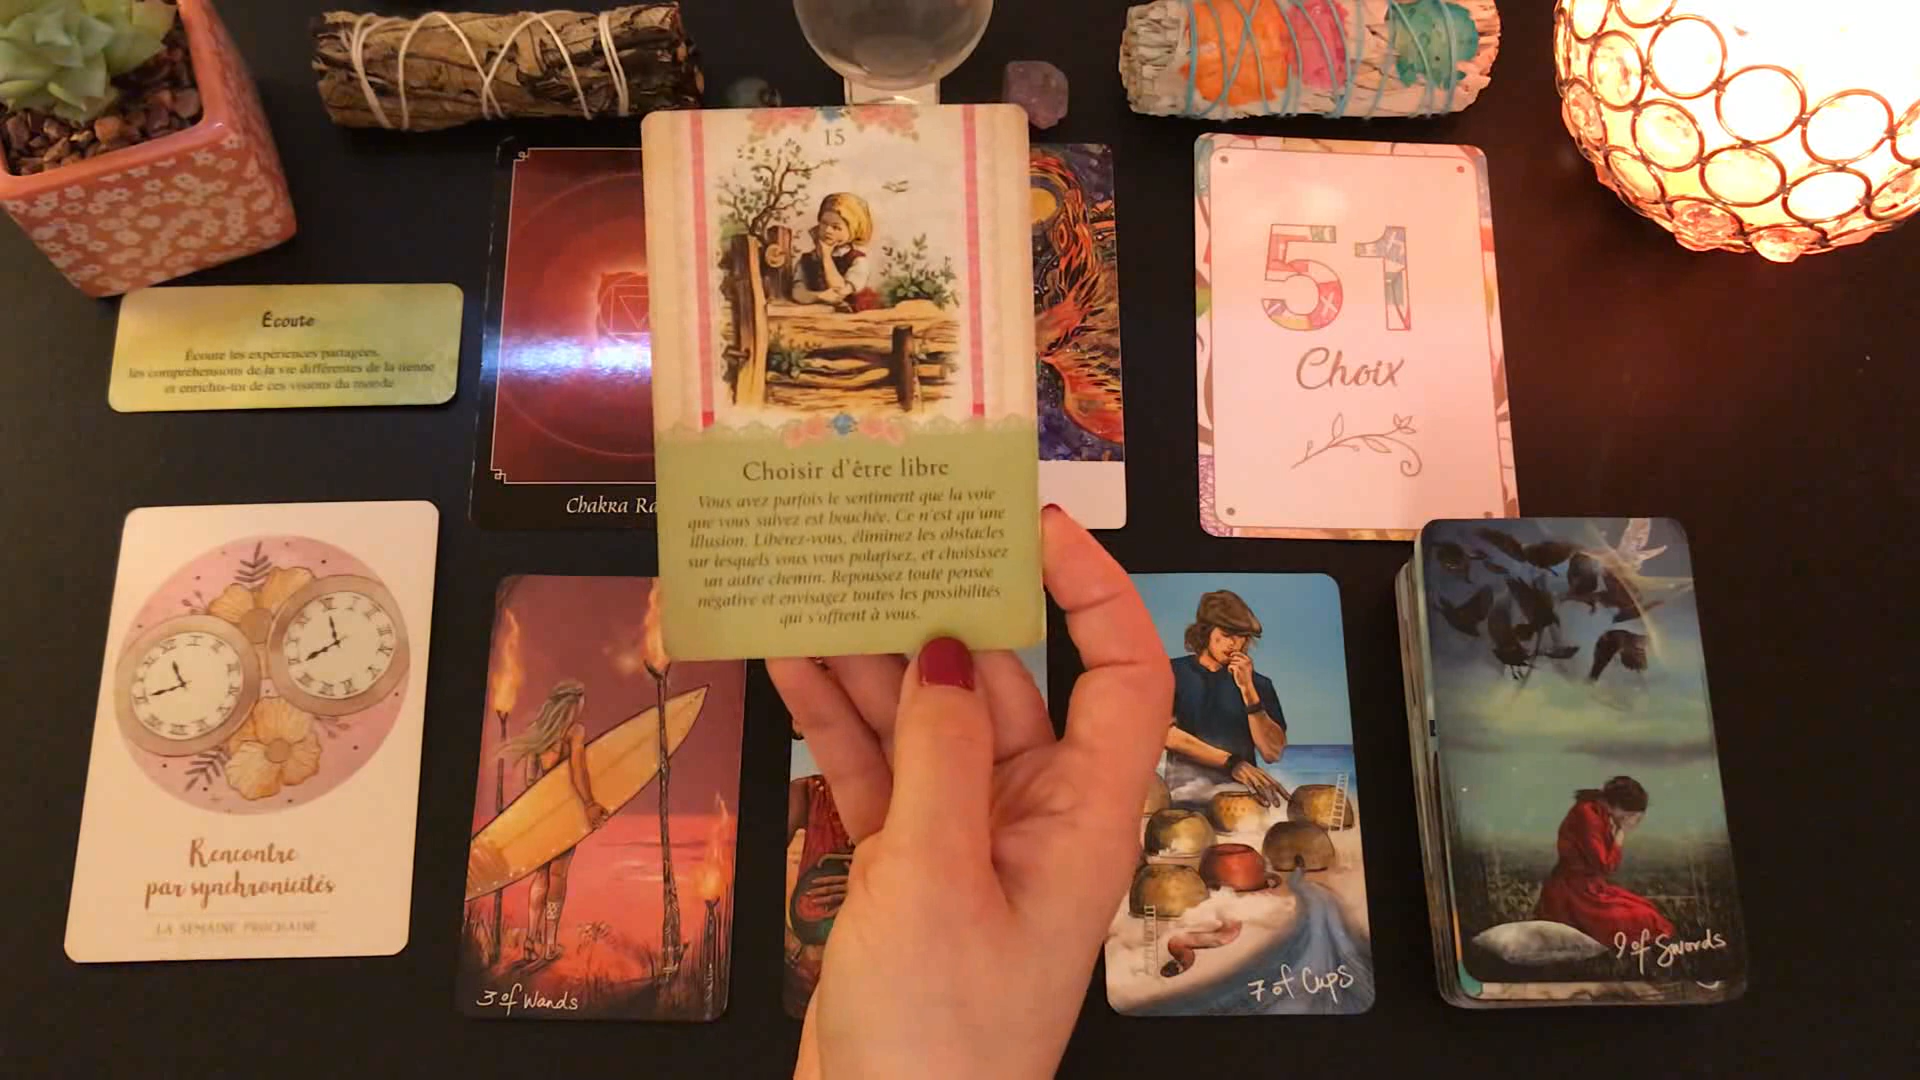 15
Choisir d'être libre
Vous avez parfois le sentiment que la voie
que vous suivez est bouchée. Ce n'est qu'une
illusion. Libérez-vous, éliminez les obstacles
sur lesquels vous vous polarisez, et choisissez
un autre chemin. Repoussez toute pensée
négative et envisagez toutes les possibilités
qui s'offrent à vous.
Écoute
Écoute les expériences partagées,
les compréhensions de la vie différentes de la tienne
et enrichis-toi de ces visions du monde
Chakra Ra
51
Choix
Rencontre
par synchronicités
LA SEMAINE PROCHAINE
3 of Wands
7 of Cups
9 of Swords